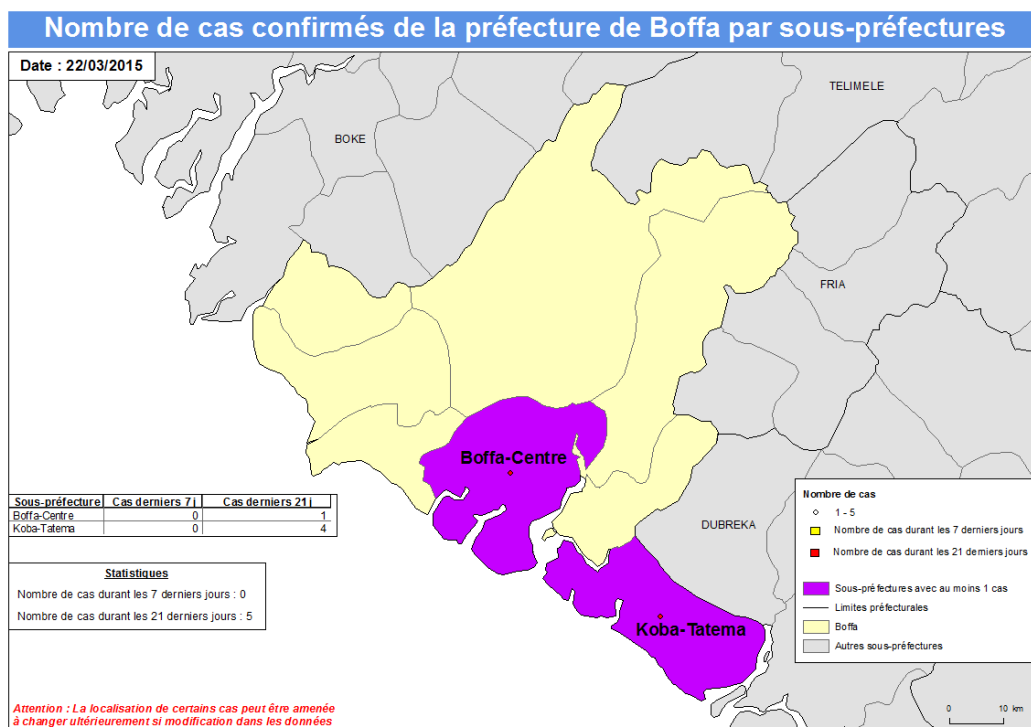 Nombre de cas confirmés de la préfecture de Boffa par sous-préfectures
Date : 22/03/2015
TELIMELE
BOKE
FRIA
Boffa-Centre
DUBREKA
Koba-Tatema
Sous-préfecture Cas derniers 7 j Cas derniers 21 j
Boffa-Centre 0 1
Koba-Tatema 0 4
Statistiques
Nombre de cas durant les 7 derniers jours : 0
Nombre de cas durant les 21 derniers jours : 5
Nombre de cas
1 - 5
Nombre de cas durant les 7 derniers jours
Nombre de cas durant les 21 derniers jours
Sous-préfectures avec au moins 1 cas
Limites préfecturales
Boffa
Autres sous-préfectures
Attention : La localisation de certains cas peut être amenée
à changer ultérieurement si modification dans les données
0 10 km